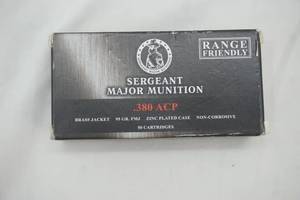 SERGEANT
MAJOR MUNITION
RANGE
FRIENDLY
.380 ACP
BRASS JACKET 95 GR. FMJ ZINC PLATED CASE NON-CORROSIVE
50 CARTRIDGES